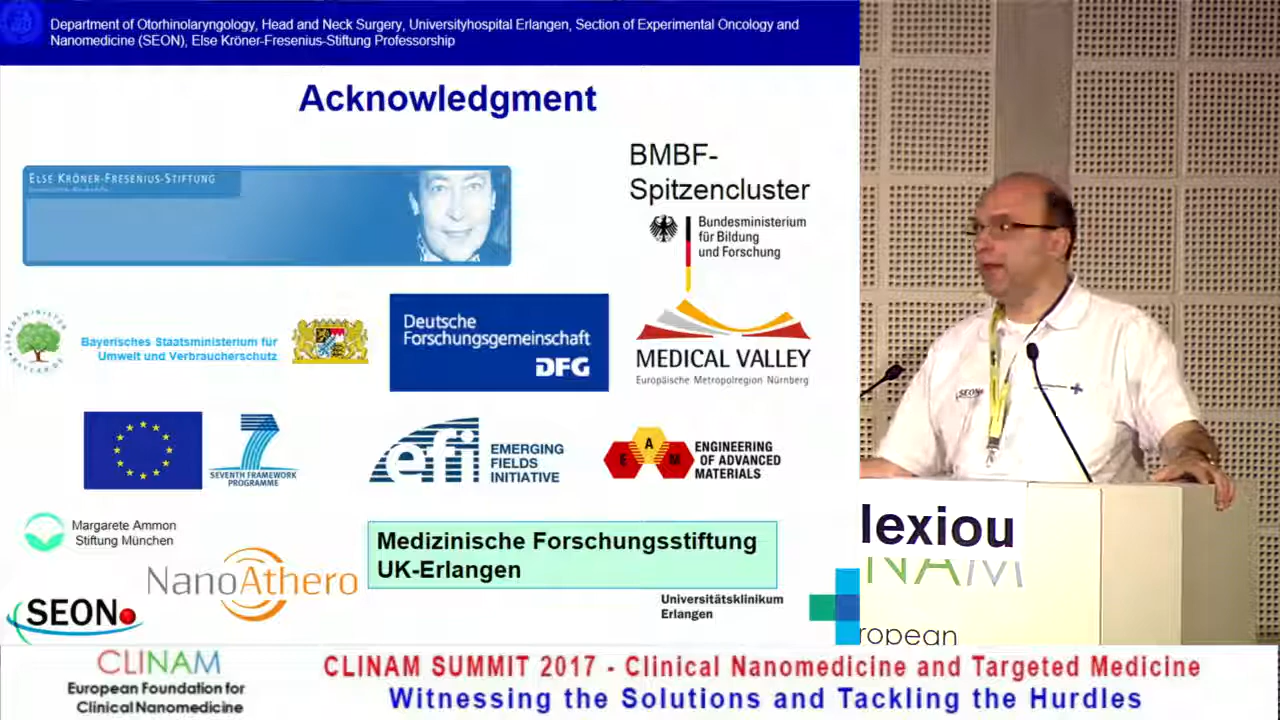 Department of Otorhinolaryngology, Head and Neck Surgery, Universityhospital Erlangen, Section of Experimental Oncology and
Nanomedicine (SEON), Else Kröner-Fresenius-Stiftung Professorship
Acknowledgment
ELSE KRÖNER-FRESENIUS-STIFTUNG
BMBF-
Spitzencluster
Bundesministerium
für Bildung
und Forschung
Bayerisches Staatsministerium für
Umwelt und Verbraucherschutz
Deutsche
Forschungsgemeinschaft
DFG
MEDICAL VALLEY
Europäische Metropolregion Nürnberg
SEVENTH FRAMEWORK
PROGRAMME
efi
EMERGING
FIELDS
INITIATIVE
E A M
ENGINEERING
OF ADVANCED
MATERIALS
Margarete Ammon
Stiftung München
NanoAthero
Medizinische Forschungsstiftung
UK-Erlangen
SEON
Universitätsklinikum
Erlangen
SEON
lexiou
NAM
ropean
CLINAM
European Foundation for
Clinical Nanomedicine
CLINAM SUMMIT 2017 - Clinical Nanomedicine and Targeted Medicine
Witnessing the Solutions and Tackling the Hurdles